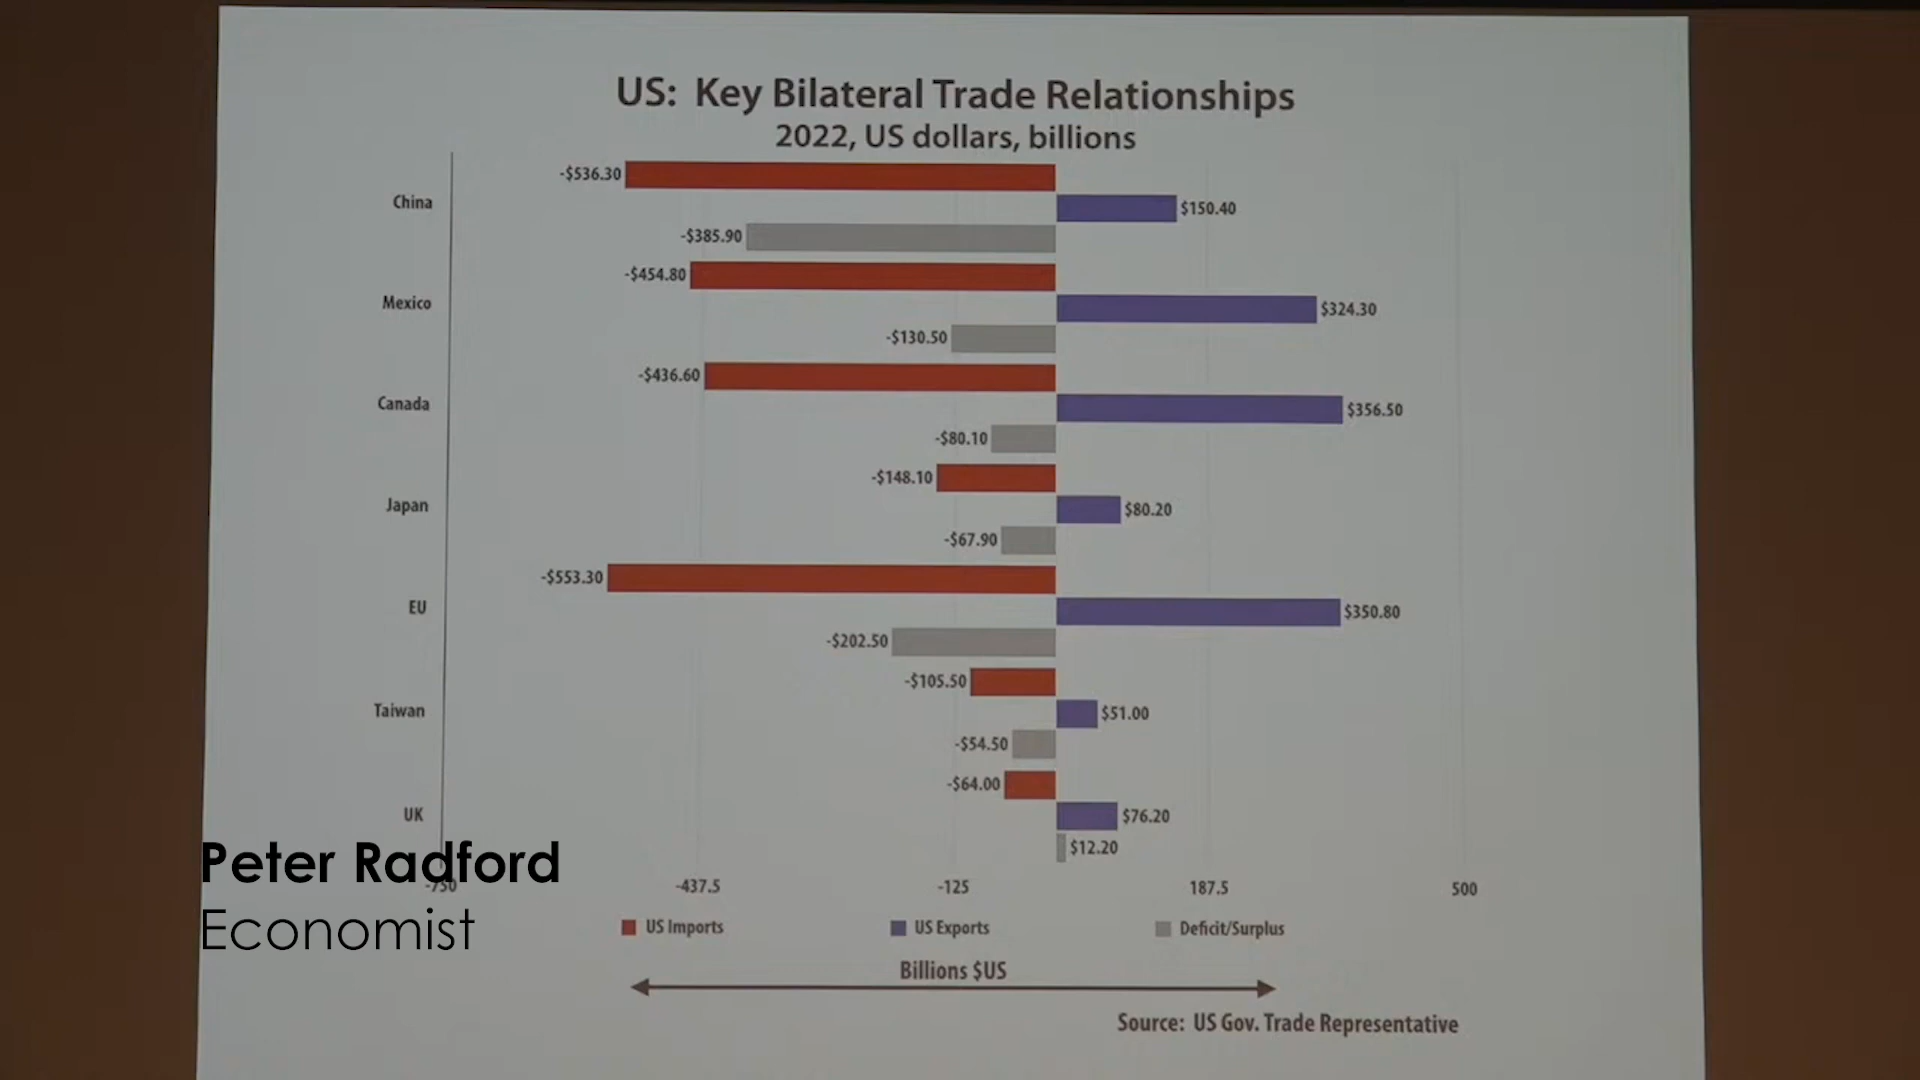 US: Key Bilateral Trade Relationships
2022, US dollars, billions
-$536.30
China
$150.40
-$385.90
-$454.80
Mexico
$324.30
-$130.50
-$436.60
Canada
$356.50
-$80.10
-$148.10
Japan
$80.20
-$67.90
-$553.30
EU
$350.80
-$202.50
-$105.50
Taiwan
$51.00
-$54.50
-$64.00
UK
$76.20
$12.20
Peter Radford
Economist
-750 -437.5 -125 187.5 500
US Imports US Exports Deficit/Surplus
Billions $US
Source: US Gov. Trade Representative